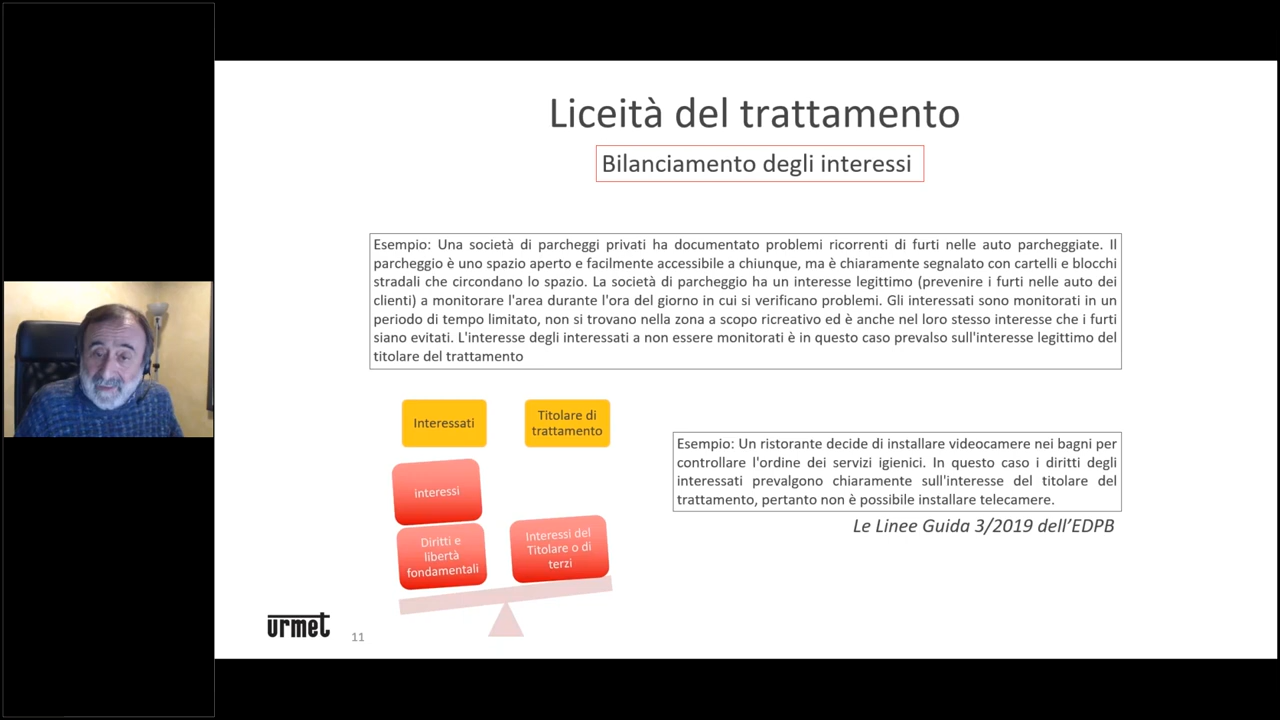 Liceità del trattamento
Bilanciamento degli interessi
Esempio: Una società di parcheggi privati ha documentato problemi ricorrenti di furti nelle auto parcheggiate. Il
parcheggio è uno spazio aperto e facilmente accessibile a chiunque, ma è chiaramente segnalato con cartelli e blocchi
stradali che circondano lo spazio. La società di parcheggio ha un interesse legittimo (prevenire i furti nelle auto dei
clienti) a monitorare l'area durante l'ora del giorno in cui si verificano problemi. Gli interessati sono monitorati in un
periodo di tempo limitato, non si trovano nella zona a scopo ricreativo ed è anche nel loro stesso interesse che i furti
siano evitati. L'interesse degli interessati a non essere monitorati è in questo caso prevalso sull'interesse legittimo del
titolare del trattamento
Interessati
Titolare di
trattamento
interessi
Diritti e
libertà
fondamentali
Interessi del
Titolare o di
terzi
Esempio: Un ristorante decide di installare videocamere nei bagni per
controllare l'ordine dei servizi igienici. In questo caso i diritti degli
interessati prevalgono chiaramente sull'interesse del titolare del
trattamento, pertanto non è possibile installare telecamere.
Le Linee Guida 3/2019 dell’EDPB
urmet
11